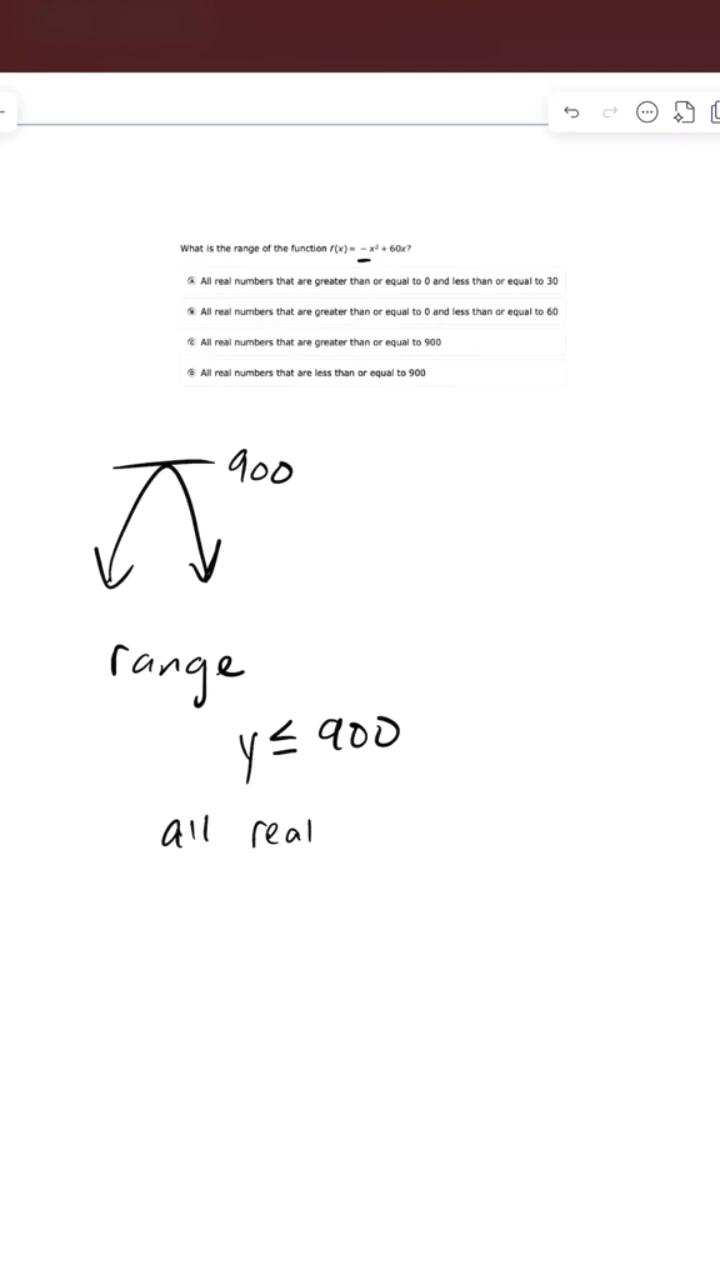 What is the range of the function f(x) = − x² + 60x?
Ⓐ All real numbers that are greater than or equal to 0 and less than or equal to 30
Ⓑ All real numbers that are greater than or equal to 0 and less than or equal to 60
Ⓒ All real numbers that are greater than or equal to 900
Ⓓ All real numbers that are less than or equal to 900
900
range
y ≤ 900
all real